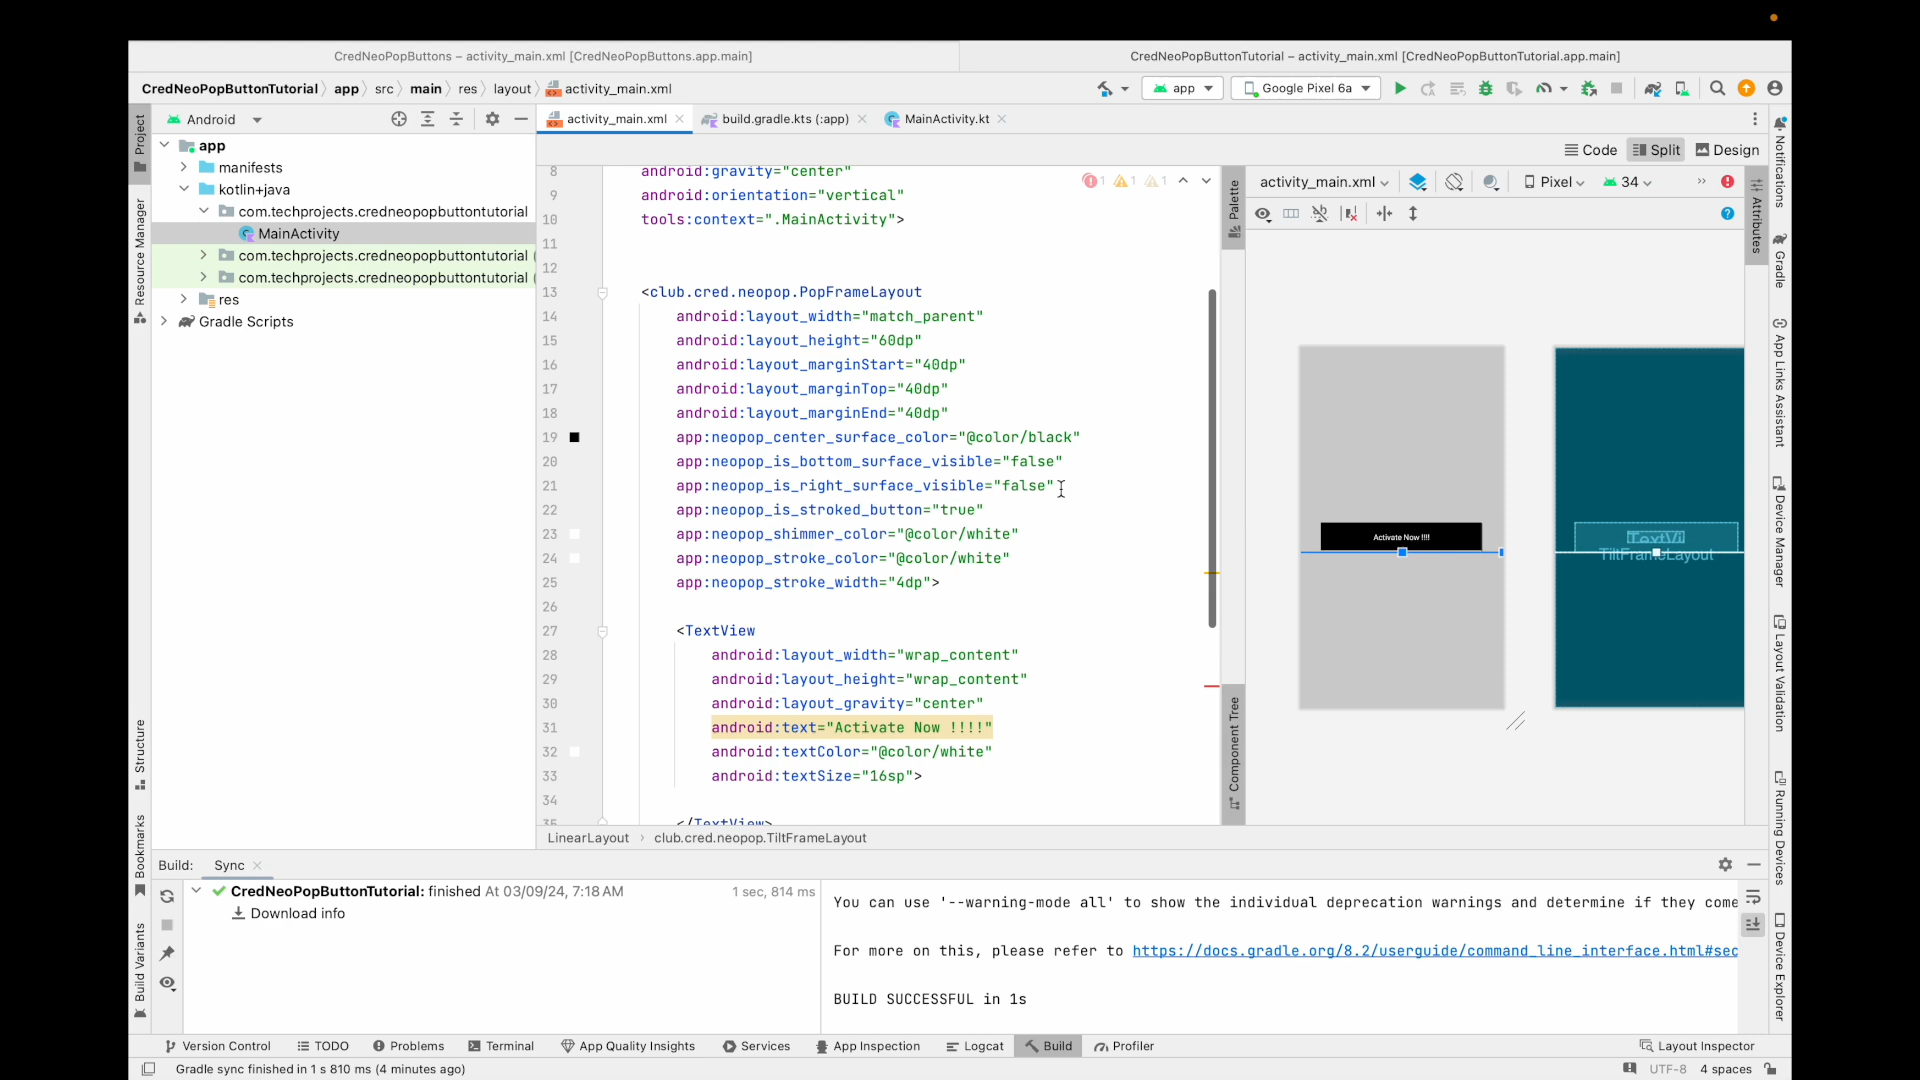 CredNeoPopButtons – activity_main.xml [CredNeoPopButtons.app.main]
CredNeoPopButtonTutorial – activity_main.xml [CredNeoPopButtonTutorial.app.main]
CredNeoPopButtonTutorial app src main res layout activity_main.xml
app
Google Pixel 6a
Project
Resource Manager
Structure
Bookmarks
Build Variants
Android
app
manifests
kotlin+java
com.techprojects.credneopopbuttontutorial
MainActivity
com.techprojects.credneopopbuttontutorial (
com.techprojects.credneopopbuttontutorial (
res
Gradle Scripts
activity_main.xml
build.gradle.kts (:app)
MainActivity.kt
Code
Split
Design
8 android:gravity="center"
9 android:orientation="vertical"
10 tools:context=".MainActivity">
11
12
13 <club.cred.neopop.PopFrameLayout
14 android:layout_width="match_parent"
15 android:layout_height="60dp"
16 android:layout_marginStart="40dp"
17 android:layout_marginTop="40dp"
18 android:layout_marginEnd="40dp"
19 app:neopop_center_surface_color="@color/black"
20 app:neopop_is_bottom_surface_visible="false"
21 app:neopop_is_right_surface_visible="false"
22 app:neopop_is_stroked_button="true"
23 app:neopop_shimmer_color="@color/white"
24 app:neopop_stroke_color="@color/white"
25 app:neopop_stroke_width="4dp">
26
27 <TextView
28 android:layout_width="wrap_content"
29 android:layout_height="wrap_content"
30 android:layout_gravity="center"
31 android:text="Activate Now !!!!"
32 android:textColor="@color/white"
33 android:textSize="16sp">
34
35 </TextView>
1 1 1
LinearLayout › club.cred.neopop.TiltFrameLayout
Palette
Component Tree
activity_main.xml
Pixel
34
»
?
Activate Now !!!!
TextVi
TiltFrameLayout
Attributes
Notifications
Gradle
App Links Assistant
Device Manager
Layout Validation
Running Devices
Device Explorer
Build: Sync
CredNeoPopButtonTutorial: finished At 03/09/24, 7:18 AM 1 sec, 814 ms
Download info
You can use '--warning-mode all' to show the individual deprecation warnings and determine if they come
For more on this, please refer to https://docs.gradle.org/8.2/userguide/command_line_interface.html#sec
BUILD SUCCESSFUL in 1s
Version Control
TODO
Problems
Terminal
App Quality Insights
Services
App Inspection
Logcat
Build
Profiler
Layout Inspector
Gradle sync finished in 1 s 810 ms (4 minutes ago)
UTF-8 4 spaces